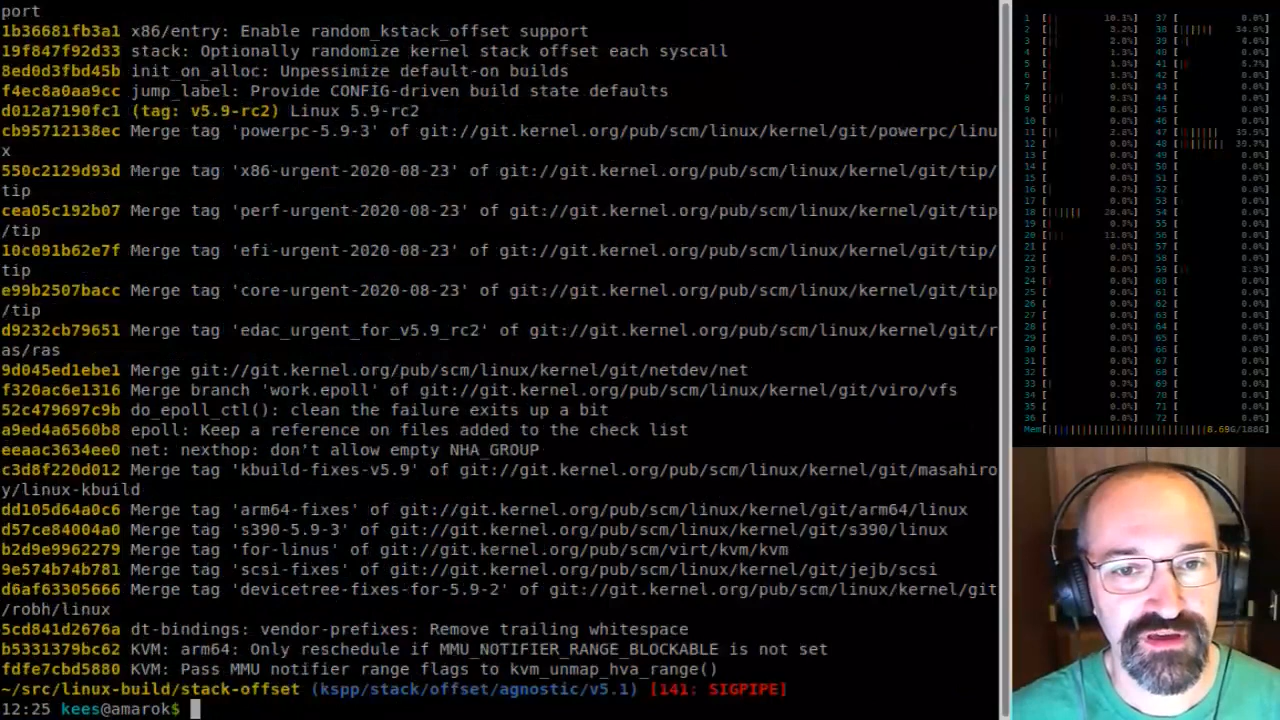 port
1b36681fb3a1 x86/entry: Enable random_kstack_offset support
19f847f92d33 stack: Optionally randomize kernel stack offset each syscall
8ed0d3fbd45b init_on_alloc: Unpessimize default-on builds
f4ec8a0aa9cc jump_label: Provide CONFIG-driven build state defaults
d012a7190fc1 (tag: v5.9-rc2) Linux 5.9-rc2
cb95712138ec Merge tag 'powerpc-5.9-3' of git://git.kernel.org/pub/scm/linux/kernel/git/powerpc/linu
x
550c2129d93d Merge tag 'x86-urgent-2020-08-23' of git://git.kernel.org/pub/scm/linux/kernel/git/tip/
tip
cea05c192b07 Merge tag 'perf-urgent-2020-08-23' of git://git.kernel.org/pub/scm/linux/kernel/git/tip
/tip
10c091b62e7f Merge tag 'efi-urgent-2020-08-23' of git://git.kernel.org/pub/scm/linux/kernel/git/tip/
tip
e99b2507bacc Merge tag 'core-urgent-2020-08-23' of git://git.kernel.org/pub/scm/linux/kernel/git/tip
/tip
d9232cb79651 Merge tag 'edac_urgent_for_v5.9_rc2' of git://git.kernel.org/pub/scm/linux/kernel/git/r
as/ras
9d045ed1ebe1 Merge git://git.kernel.org/pub/scm/linux/kernel/git/netdev/net
f320ac6e1316 Merge branch 'work.epoll' of git://git.kernel.org/pub/scm/linux/kernel/git/viro/vfs
52c479697c9b do_epoll_ctl(): clean the failure exits up a bit
a9ed4a6560b8 epoll: Keep a reference on files added to the check list
eeaac3634ee0 net: nexthop: don't allow empty NHA_GROUP
c3d8f220d012 Merge tag 'kbuild-fixes-v5.9' of git://git.kernel.org/pub/scm/linux/kernel/git/masahiro
y/linux-kbuild
dd105d64a0c6 Merge tag 'arm64-fixes' of git://git.kernel.org/pub/scm/linux/kernel/git/arm64/linux
d57ce84004a0 Merge tag 's390-5.9-3' of git://git.kernel.org/pub/scm/linux/kernel/git/s390/linux
b2d9e9962279 Merge tag 'for-linus' of git://git.kernel.org/pub/scm/virt/kvm/kvm
9e574b74b781 Merge tag 'scsi-fixes' of git://git.kernel.org/pub/scm/linux/kernel/git/jejb/scsi
d6af63305666 Merge tag 'devicetree-fixes-for-5.9-2' of git://git.kernel.org/pub/scm/linux/kernel/git
/robh/linux
5cd841d2676a dt-bindings: vendor-prefixes: Remove trailing whitespace
b5331379bc62 KVM: arm64: Only reschedule if MMU_NOTIFIER_RANGE_BLOCKABLE is not set
fdfe7cbd5880 KVM: Pass MMU notifier range flags to kvm_unmap_hva_range()
~/src/linux-build/stack-offset (kspp/stack/offset/agnostic/v5.1) [141: SIGPIPE]
12:25 kees@amarok$
Mem 8.69G/188G